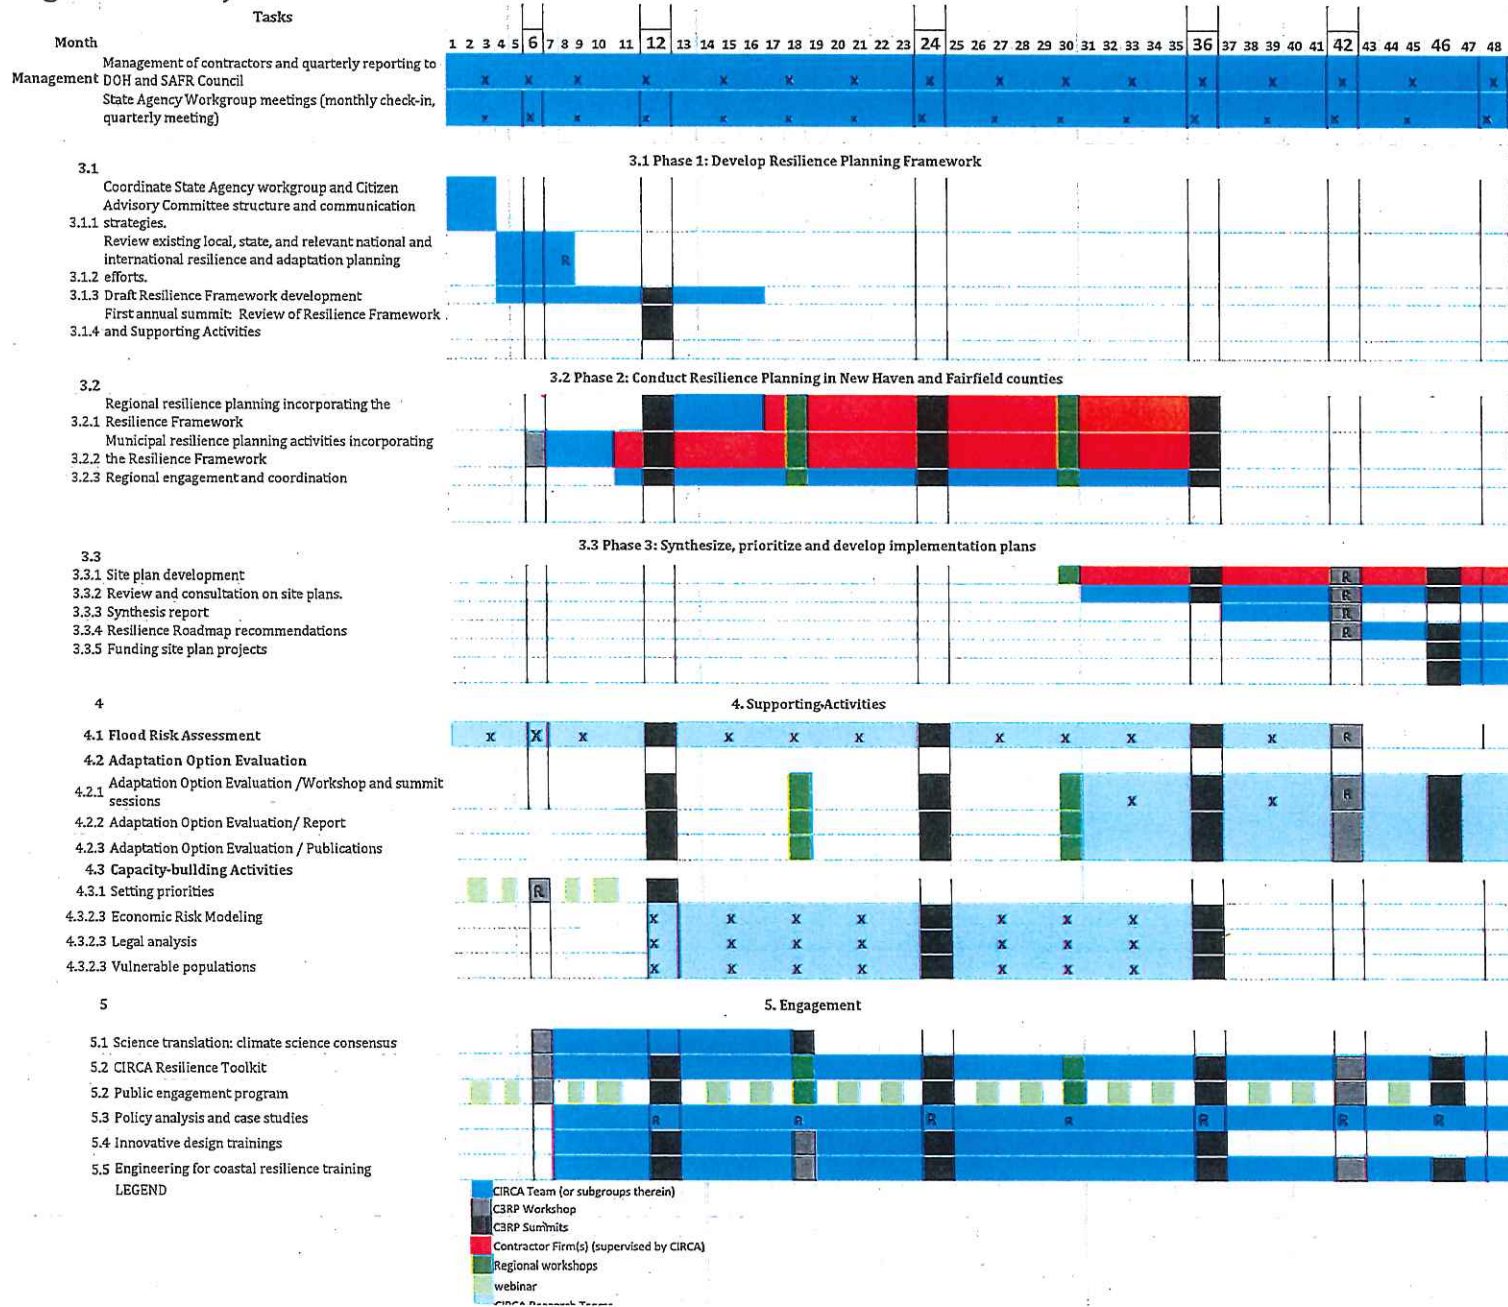 Tasks
Month
1 2 3 4 5 6 7 8 9 10 11 12 13 14 15 16 17 18 19 20 21 22 23 24 25 26 27 28 29 30 31 32 33 34 35 36 37 38 39 40 41 42 43 44 45 46 47 48
Management of contractors and quarterly reporting to
Management DOH and SAFR Council
x x x x x x x x x x x x x x x x
State Agency Workgroup meetings (monthly check-in,
quarterly meeting)
x x x x x x x x x x x x x x x x
3.1 Phase 1: Develop Resilience Planning Framework
3.1
Coordinate State Agency workgroup and Citizen
Advisory Committee structure and communication
3.1.1 strategies.
Review existing local, state, and relevant national and
international resilience and adaptation planning
R
3.1.2 efforts.
3.1.3 Draft Resilience Framework development
First annual summit: Review of Resilience Framework
3.1.4 and Supporting Activities
3.2 Phase 2: Conduct Resilience Planning in New Haven and Fairfield counties
3.2
Regional resilience planning incorporating the
3.2.1 Resilience Framework
Municipal resilience planning activities incorporating
3.2.2 the Resilience Framework
3.2.3 Regional engagement and coordination
3.3 Phase 3: Synthesize, prioritize and develop implementation plans
3.3
3.3.1 Site plan development
R
3.3.2 Review and consultation on site plans.
R
3.3.3 Synthesis report
R
3.3.4 Resilience Roadmap recommendations
R
3.3.5 Funding site plan projects
4
4. Supporting Activities
4.1 Flood Risk Assessment
x X x x x x x x x x R
4.2 Adaptation Option Evaluation
4.2.1 Adaptation Option Evaluation /Workshop and summit
sessions
x x R
4.2.2 Adaptation Option Evaluation/ Report
4.2.3 Adaptation Option Evaluation / Publications
4.3 Capacity-building Activities
4.3.1 Setting priorities
R
4.3.2.3 Economic Risk Modeling
x x x x x x x
4.3.2.3 Legal analysis
x x x x x x x
4.3.2.3 Vulnerable populations
x x x x x x x
5
5. Engagement
5.1 Science translation: climate science consensus
5.2 CIRCA Resilience Toolkit
5.2 Public engagement program
5.3 Policy analysis and case studies
R R R R R R R
5.4 Innovative design trainings
5.5 Engineering for coastal resilience training
LEGEND
CIRCA Team (or subgroups therein)
C3RP Workshop
C3RP Summits
Contractor Firm(s) (supervised by CIRCA)
Regional workshops
webinar
CIRCA Research Teams